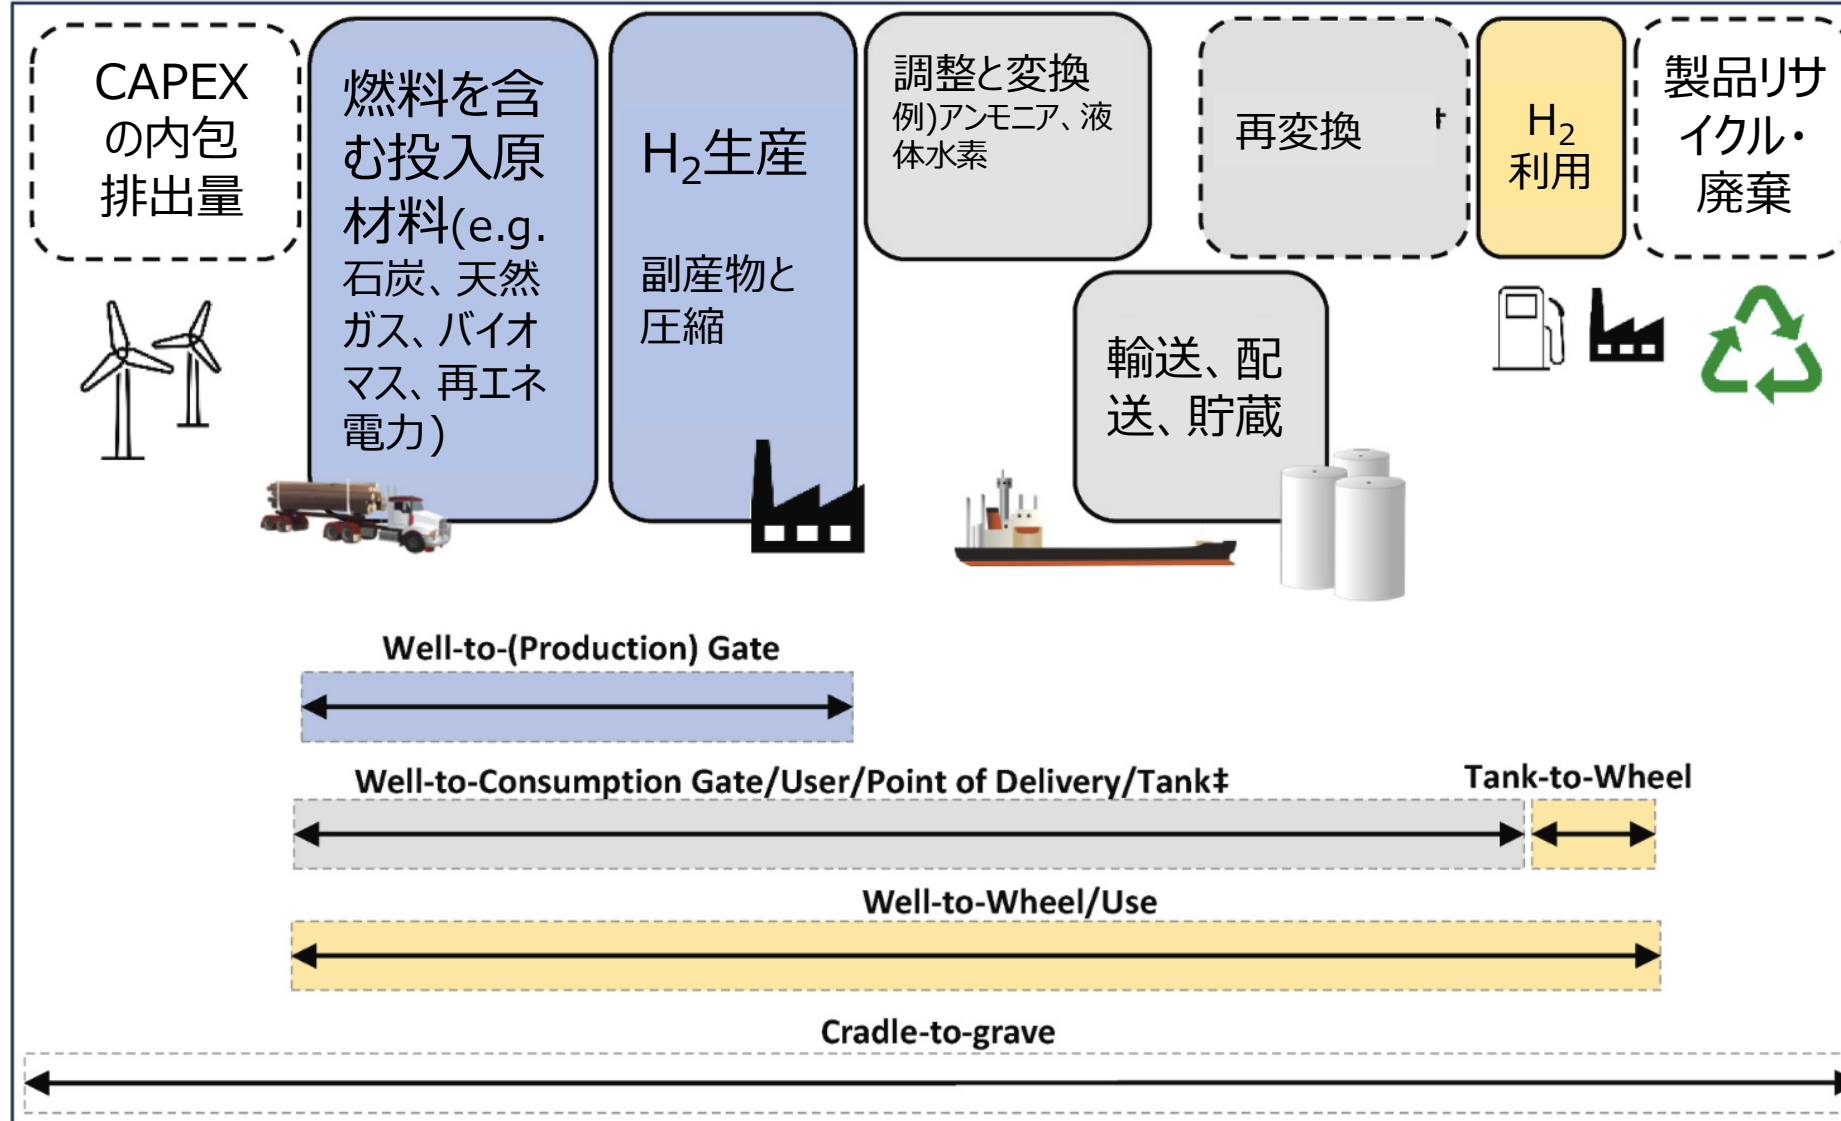 CAPEX
の内包
排出量
燃料を含
む投入原
材料(e.g.
石炭、天然
ガス、バイオ
マス、再エネ
電力)
H₂生産
副産物と
圧縮
調整と変換
例)アンモニア、液
体水素
輸送、配
送、貯蔵
再変換
H₂
利用
製品リサ
イクル・
廃棄
Well-to-(Production) Gate
Well-to-Consumption Gate/User/Point of Delivery/Tank‡
Tank-to-Wheel
Well-to-Wheel/Use
Cradle-to-grave